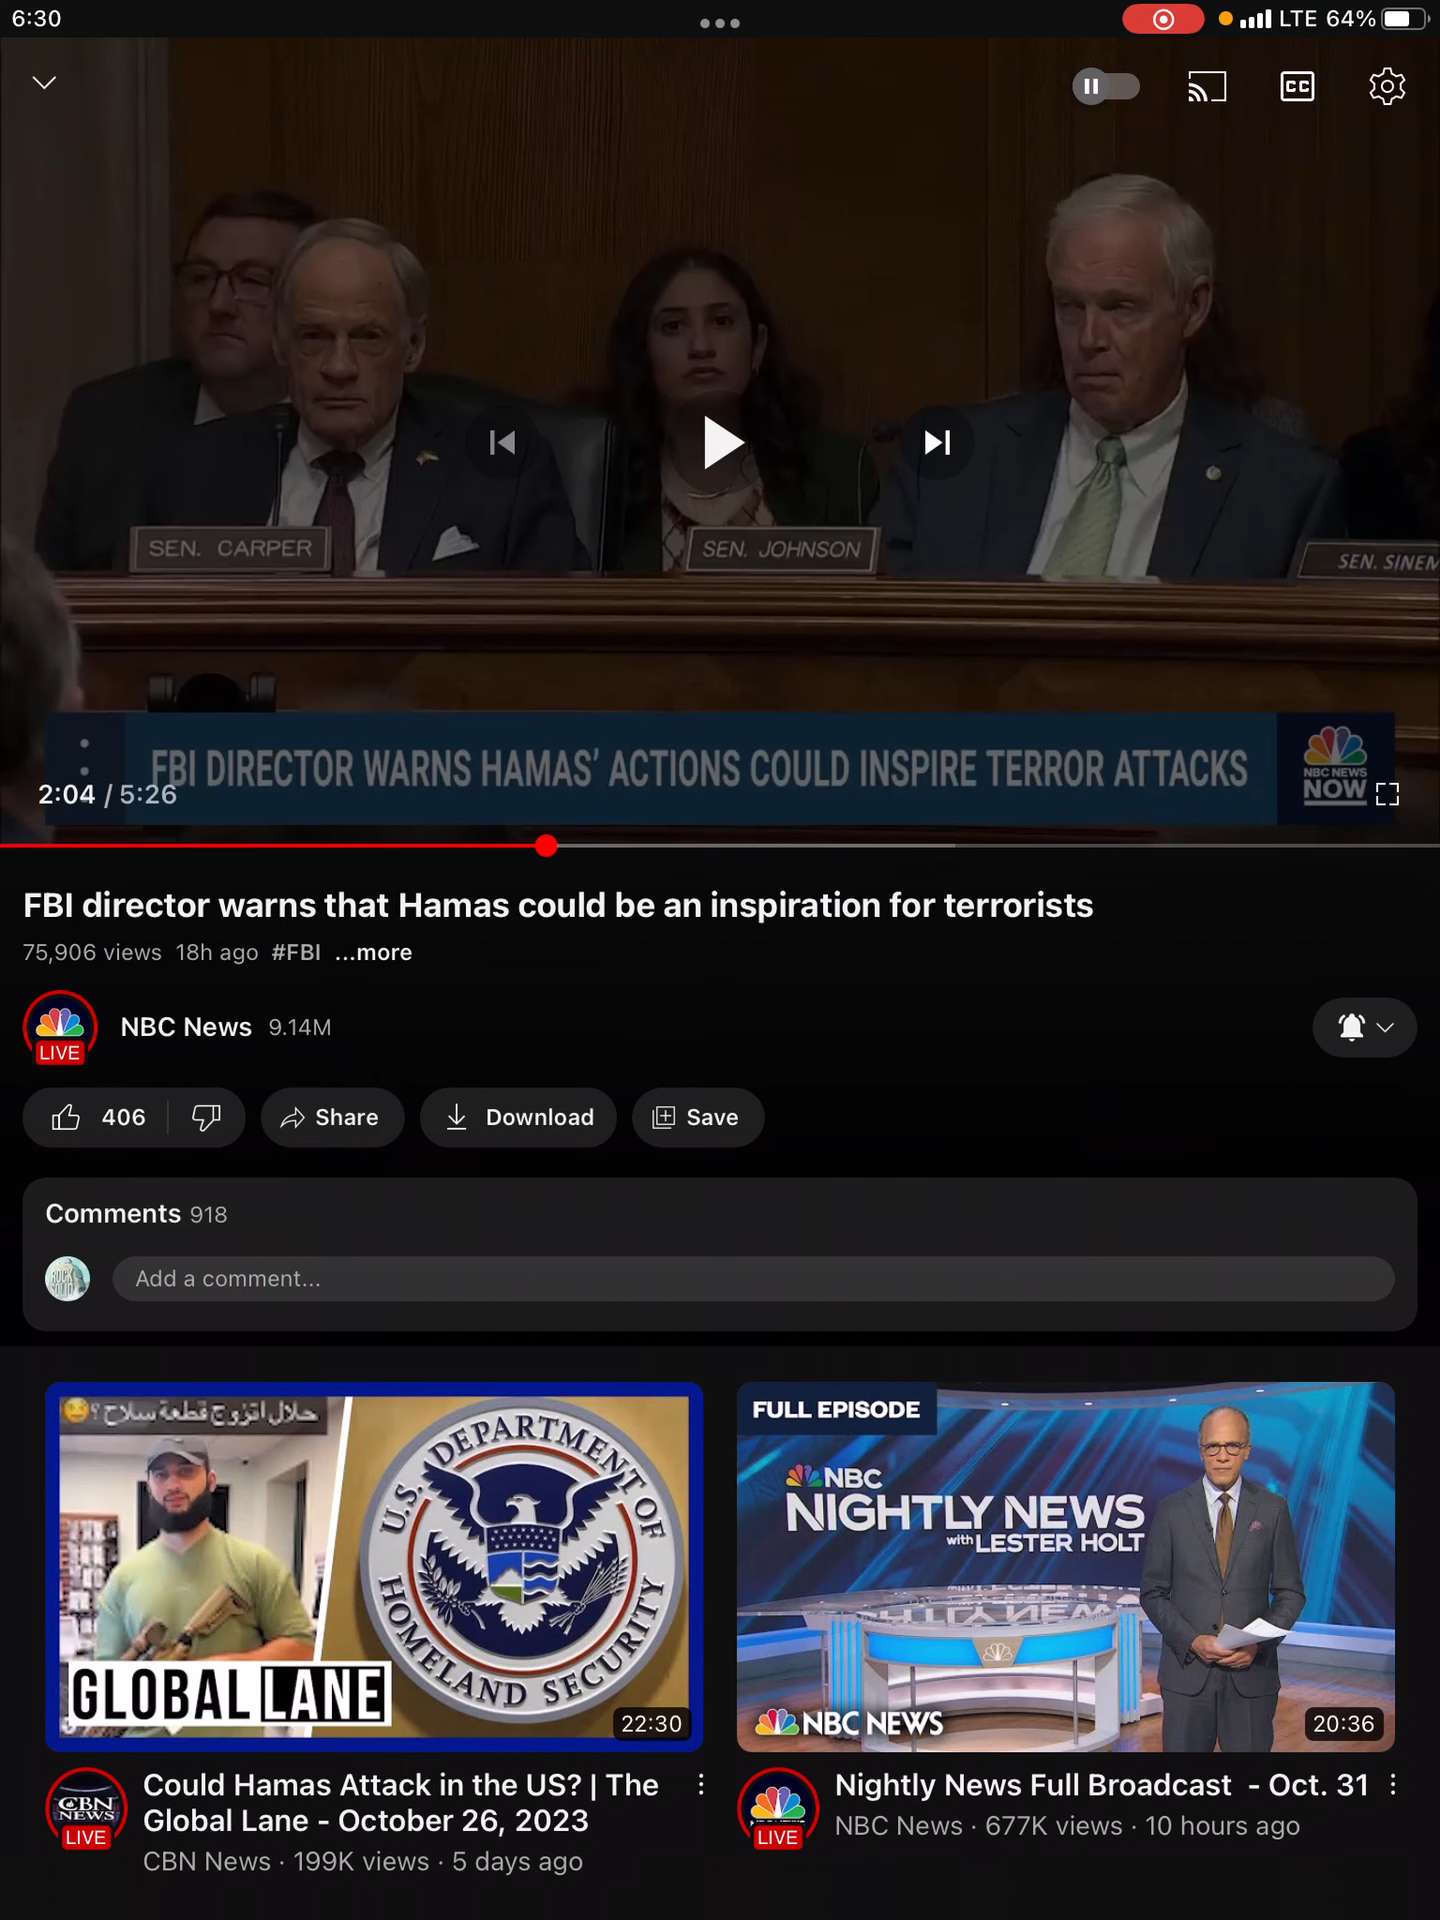 6:30
LTE 64%
CC
SEN. CARPER
SEN. JOHNSON
SEN. SINEM
FBI DIRECTOR WARNS HAMAS' ACTIONS COULD INSPIRE TERROR ATTACKS
NBC NEWS
NOW
2:04 / 5:26
FBI director warns that Hamas could be an inspiration for terrorists
75,906 views 18h ago #FBI ...more
LIVE
NBC News 9.14M
406
Share
Download
Save
Comments 918
ROCK
SOLID
Add a comment...
حلال اتزوج قطعة سلاح؟
U.S. DEPARTMENT OF
HOMELAND SECURITY
GLOBAL LANE
22:30
CBN
NEWS
LIVE
Could Hamas Attack in the US? | The
Global Lane - October 26, 2023
CBN News · 199K views · 5 days ago
FULL EPISODE
NBC
NIGHTLY NEWS
with LESTER HOLT
NBC NEWS
20:36
LIVE
Nightly News Full Broadcast - Oct. 31
NBC News · 677K views · 10 hours ago